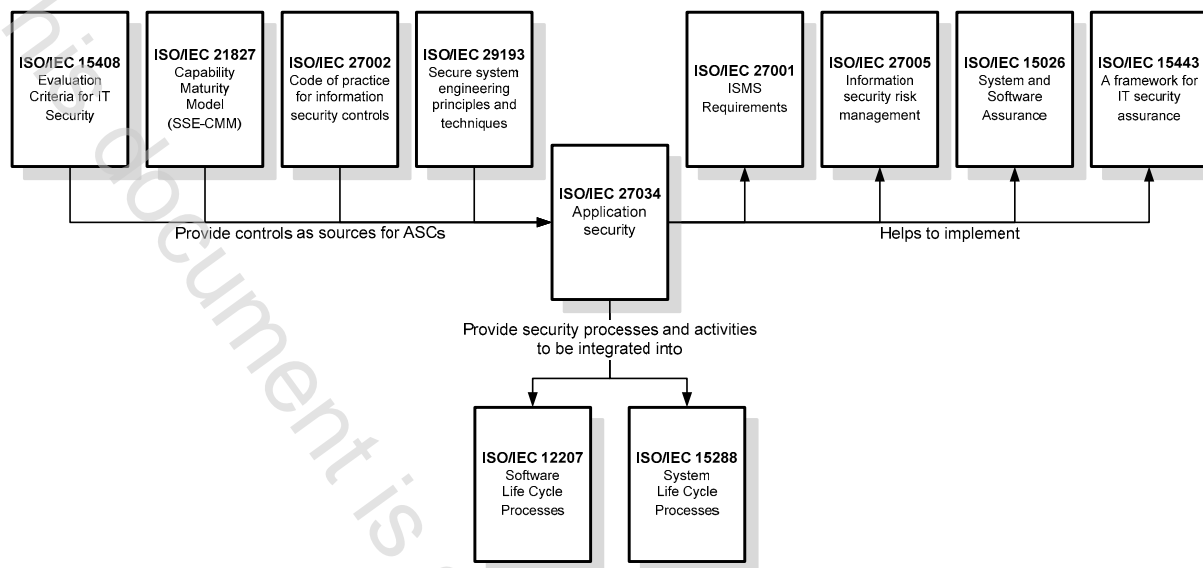 ISO/IEC 15408
Evaluation
Criteria for IT
Security
ISO/IEC 21827
Capability
Maturity
Model
(SSE-CMM)
ISO/IEC 27002
Code of practice
for information
security controls
ISO/IEC 29193
Secure system
engineering
principles and
techniques
ISO/IEC 27001
ISMS
Requirements
ISO/IEC 27005
Information
security risk
management
ISO/IEC 15026
System and
Software
Assurance
ISO/IEC 15443
A framework for
IT security
assurance
ISO/IEC 27034
Application
security
Provide controls as sources for ASCs
Helps to implement
Provide security processes and activities
to be integrated into
ISO/IEC 12207
Software
Life Cycle
Processes
ISO/IEC 15288
System
Life Cycle
Processes
his document is